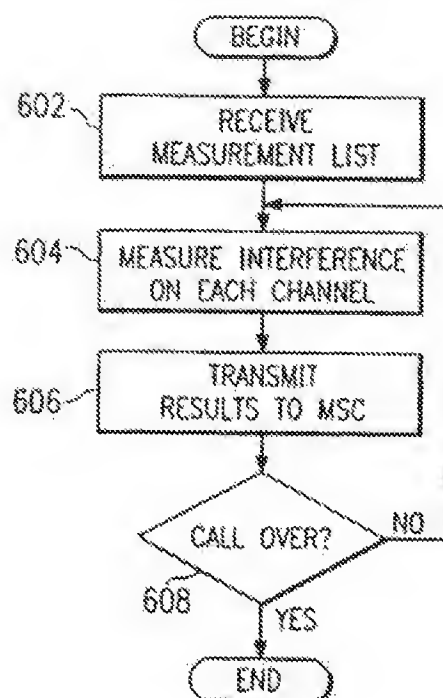 BEGIN
602
RECEIVE
MEASUREMENT LIST
604
MEASURE INTERFERENCE
ON EACH CHANNEL
606
TRANSMIT
RESULTS TO MSC
CALL OVER?
NO
608
YES
END